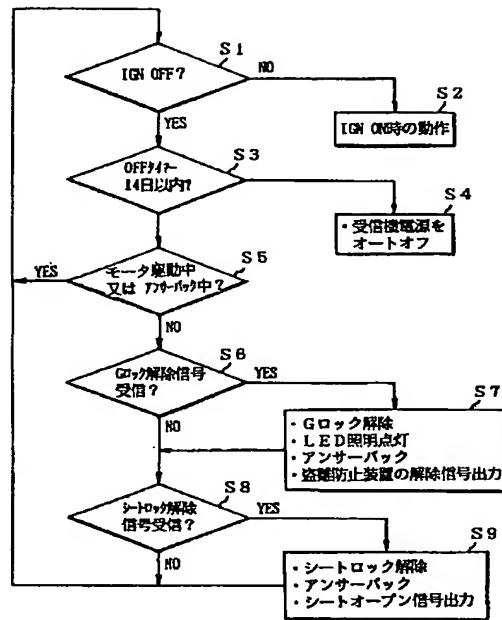 S1
IGN OFF?
NO
YES
S2
IGN ON時の動作
S3
OFFタイマー
14日以内?
S4
・受信機電源を
オートオフ
S5
モータ駆動中
又は アンサーバック中?
YES
NO
S6
Gロック解除信号
受信?
YES
NO
S7
・Gロック解除
・LED照明点灯
・アンサーバック
・盗難防止装置の解除信号出力
S8
シートロック解除
信号受信?
YES
NO
S9
・シートロック解除
・アンサーバック
・シートオープン信号出力